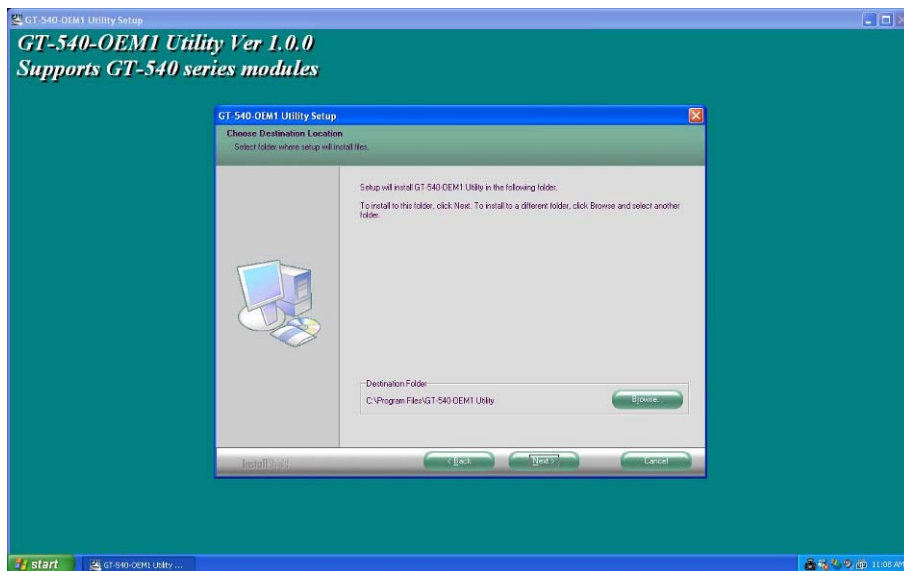 GT-540-OEM1 Utility Setup
GT-540-OEM1 Utility Ver 1.0.0
Supports GT-540 series modules
GT-540-OEM1 Utility Setup
Choose Destination Location
Select folder where setup will install files.
Setup will install GT-540-OEM1 Utility in the following folder.
To install to this folder, click Next. To install to a different folder, click Browse and select another
folder.
Destination Folder
C:\Program Files\GT-540-OEM1 Utility
Browse...
InstallShield
< Back
Next >
Cancel
start
GT-540-OEM1 Utility ...
11:08 AM